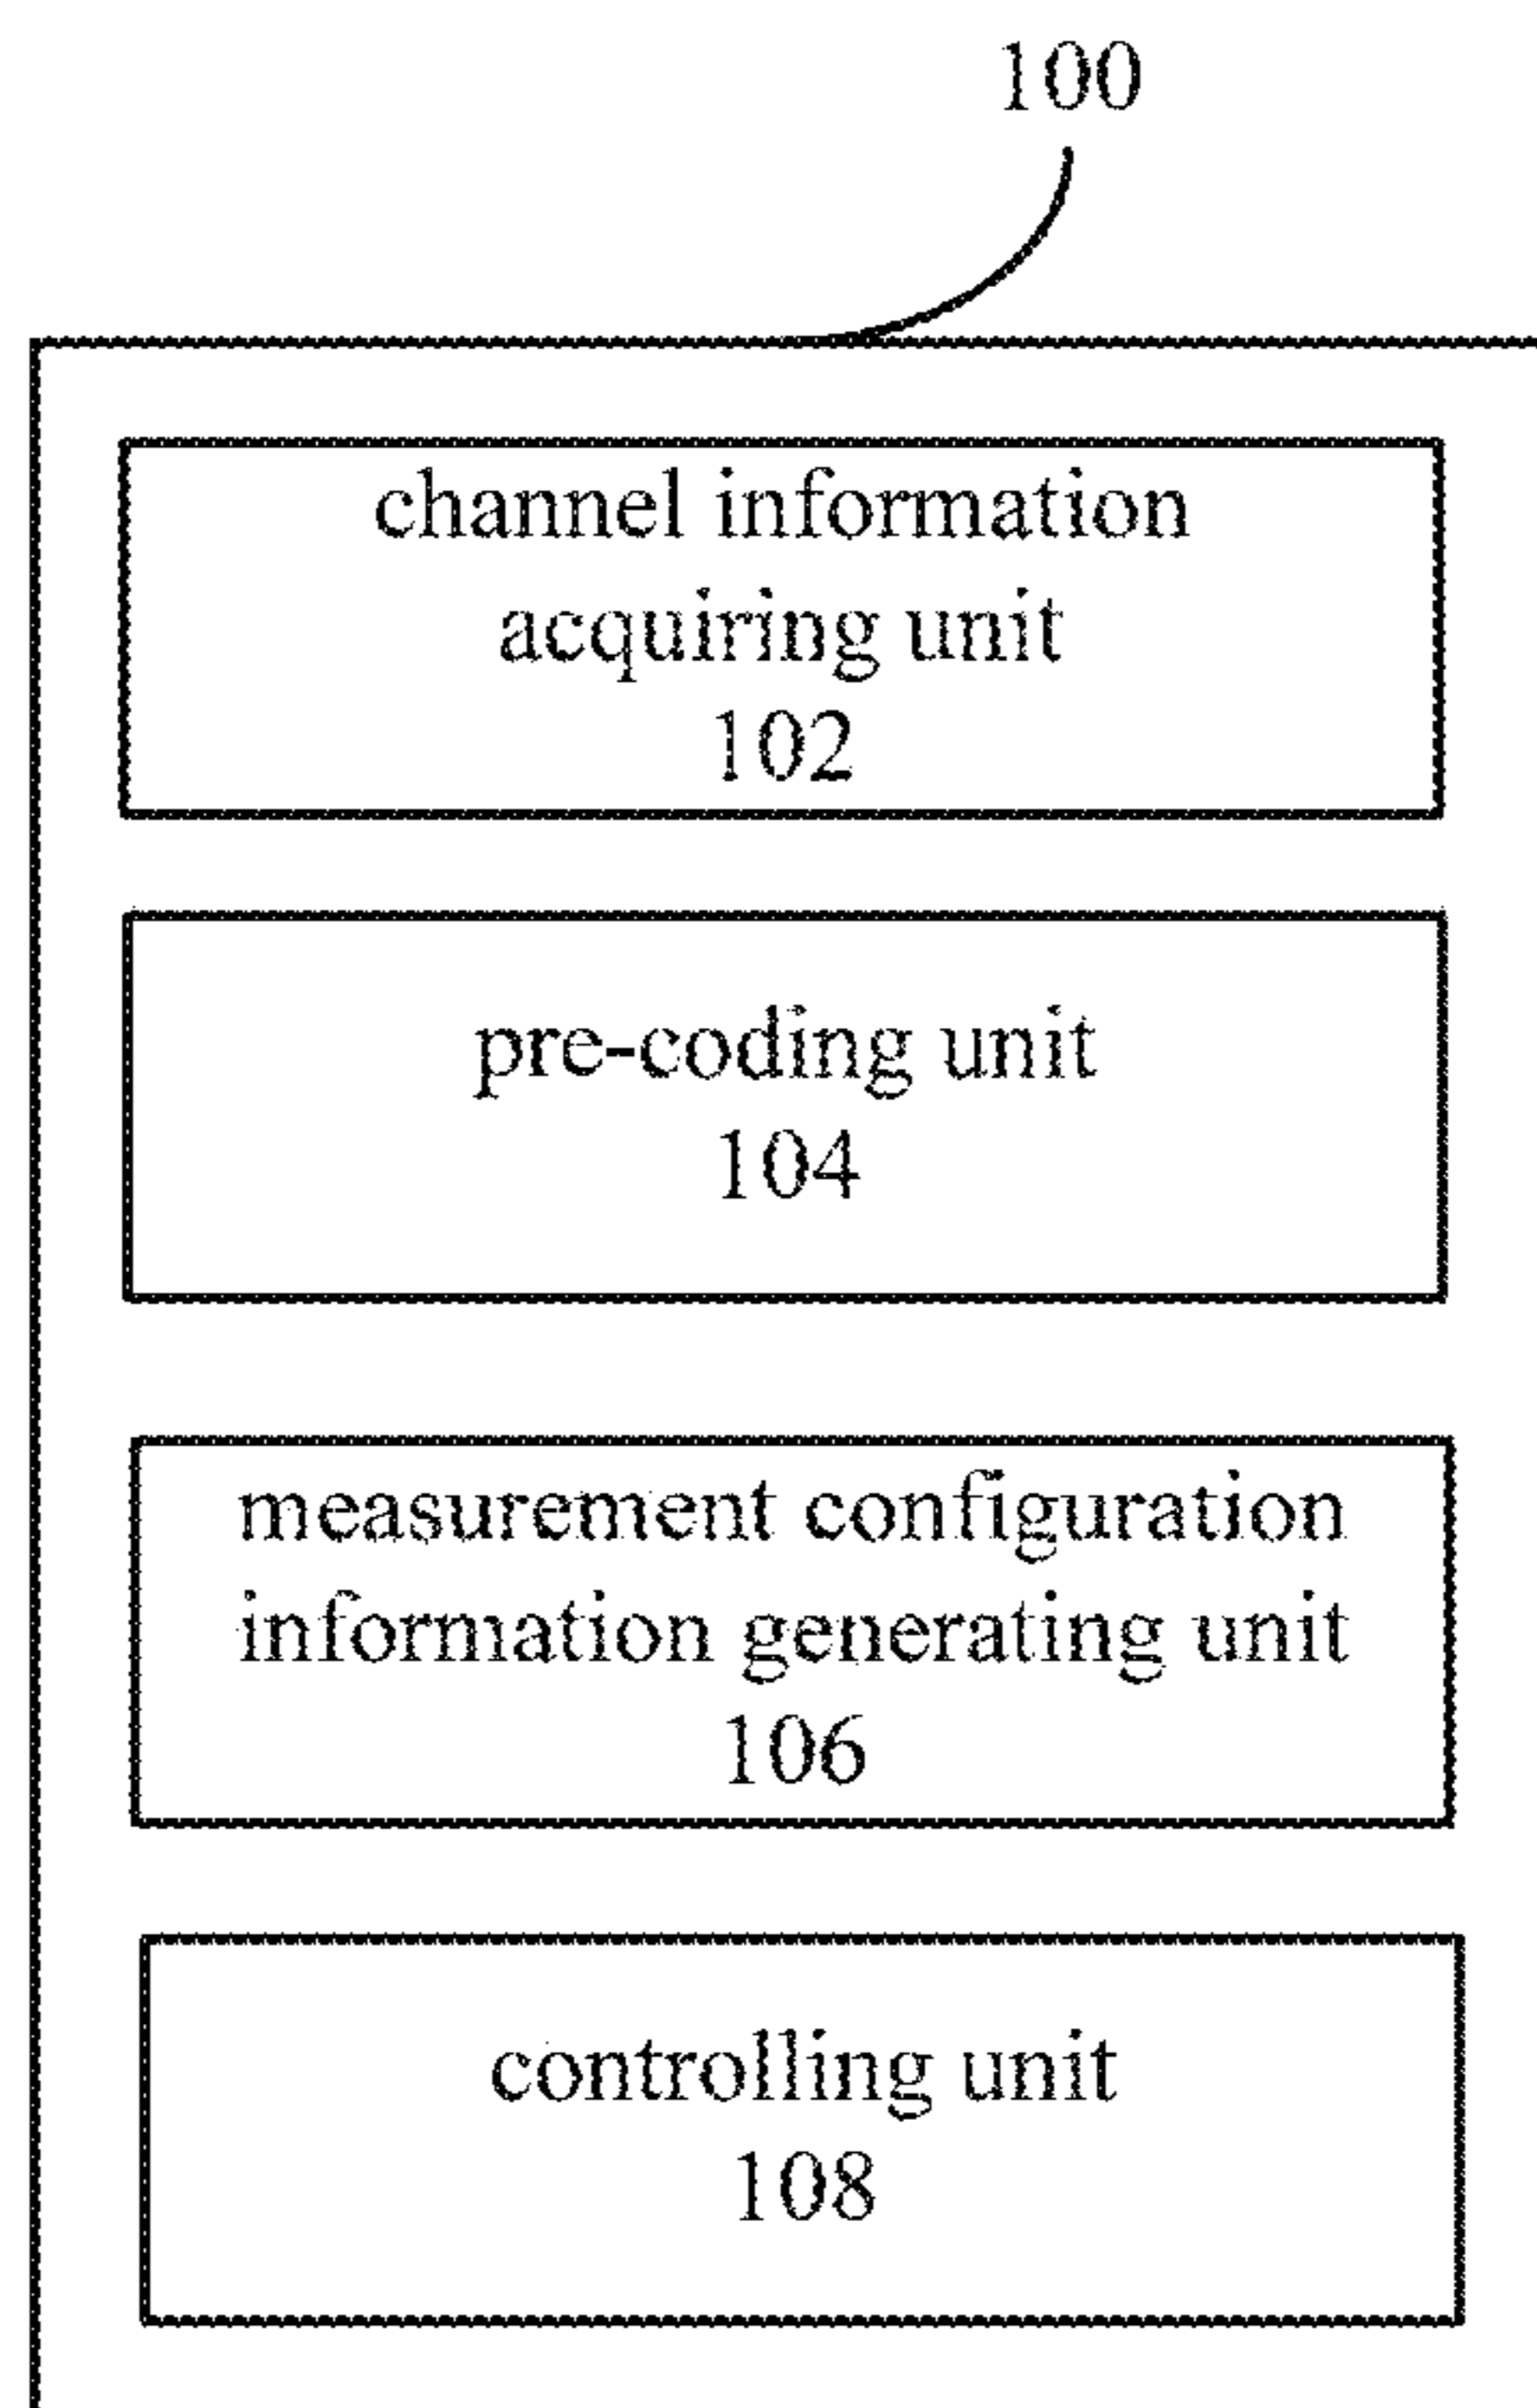 100
channel information
acquiring unit
102
pre-coding unit
104
measurement configuration
information generating unit
106
controlling unit
108